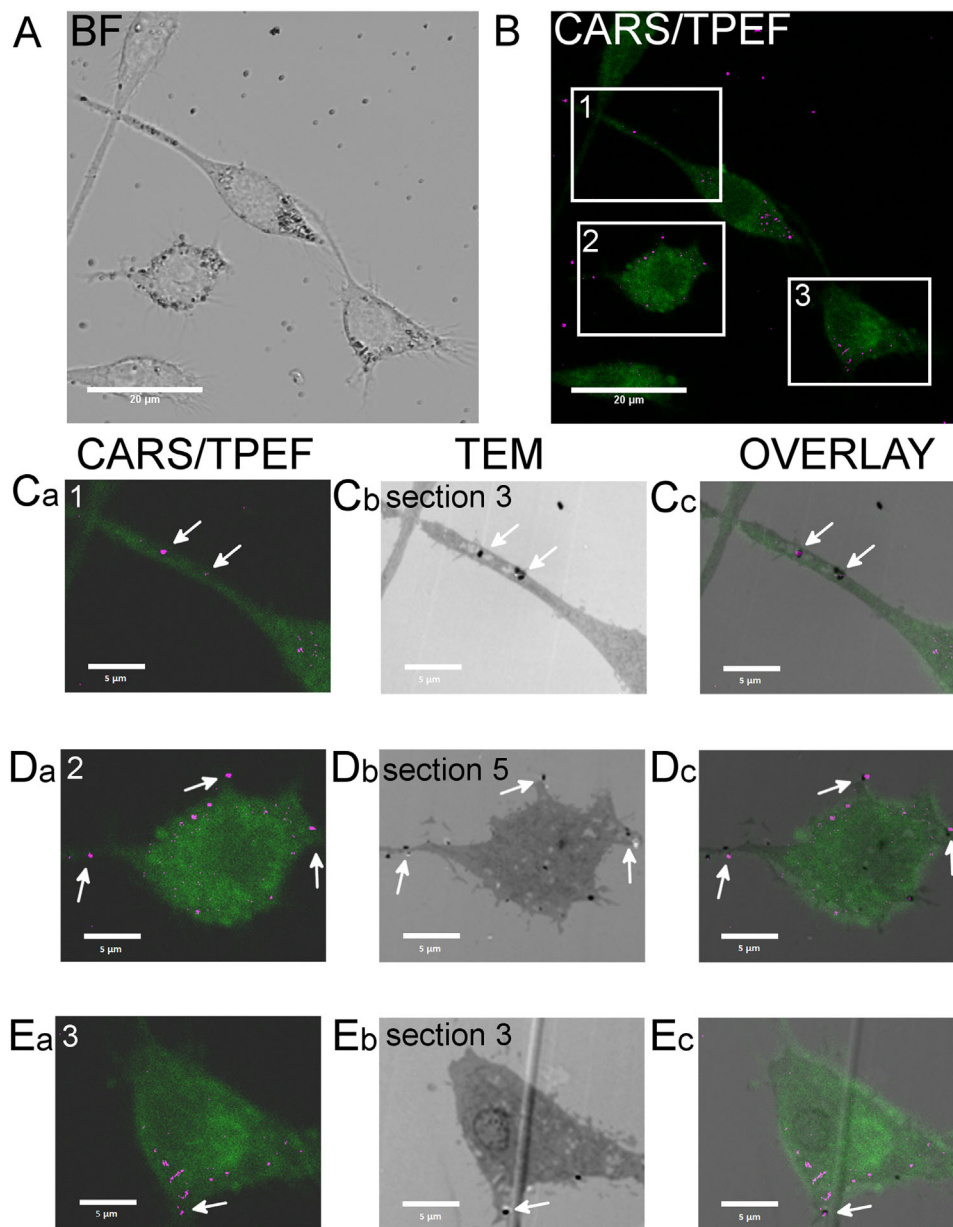 A BF
B CARS/TPEF
1
2
3
20 µm
20 µm
CARS/TPEF TEM OVERLAY
Ca 1
Cb section 3
Cc
5 µm
5 µm
5 µm
Da 2
Db section 5
Dc
5 µm
5 µm
5 µm
Ea 3
Eb section 3
Ec
5 µm
5 µm
5 µm